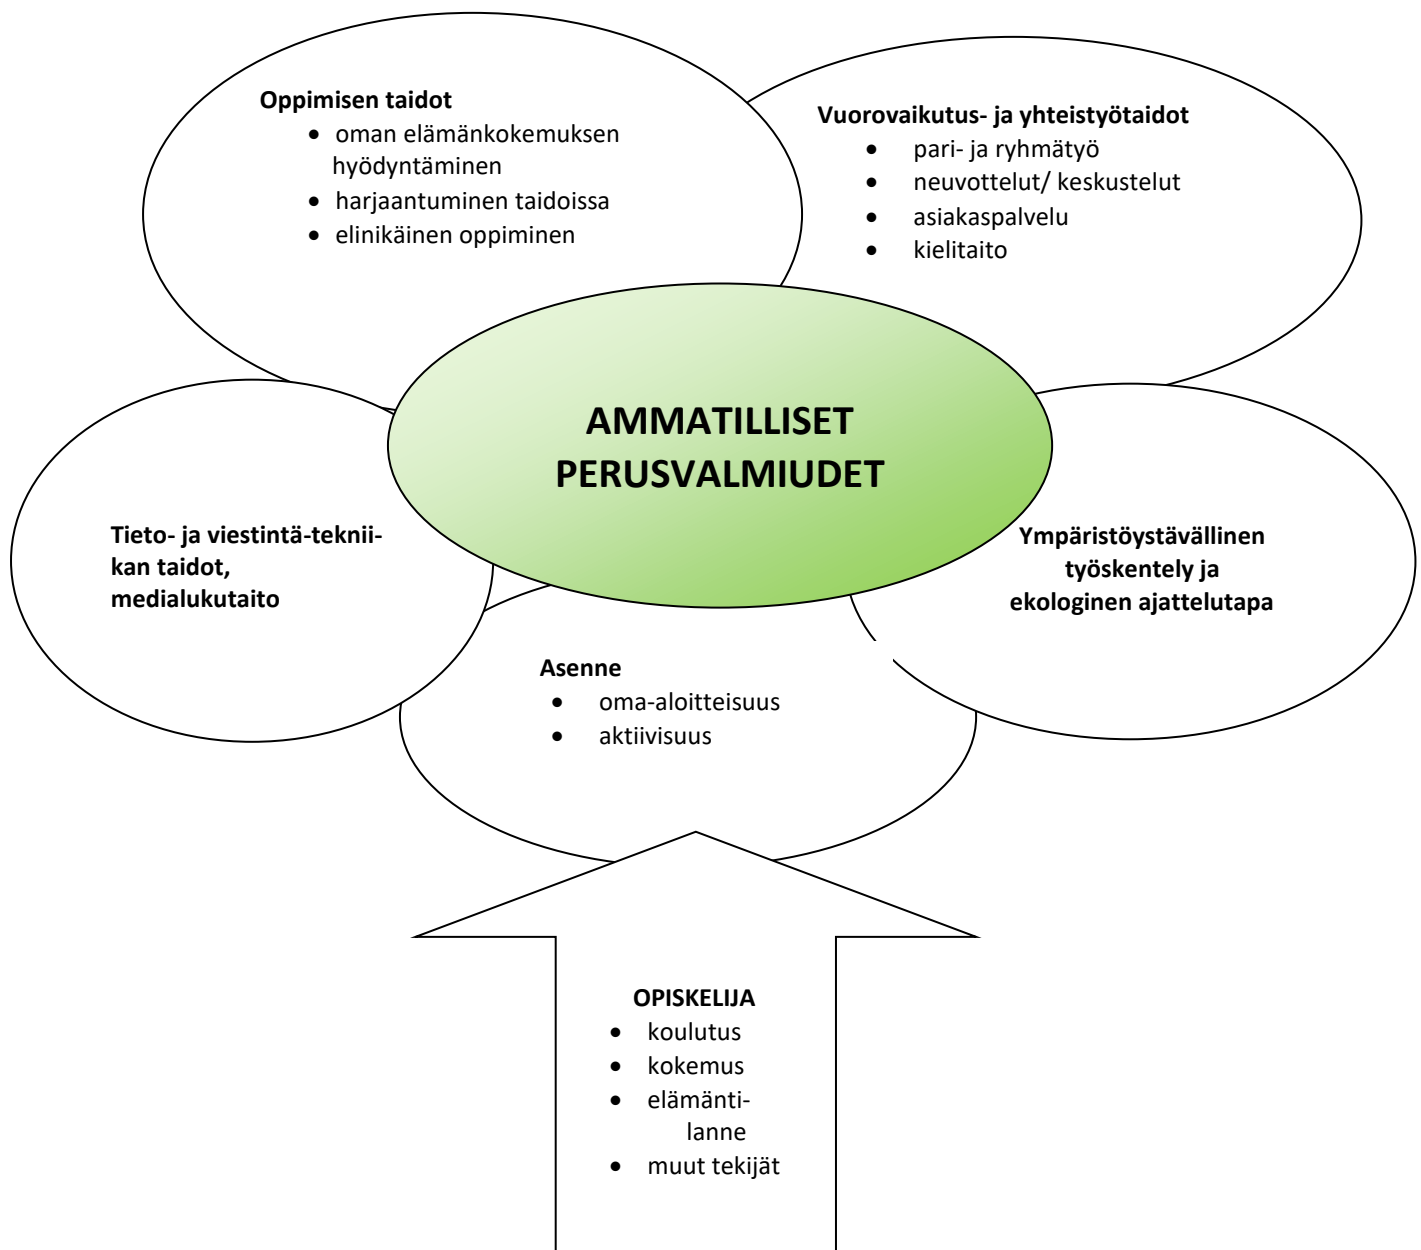 Oppimisen taidot
• oman elämänkokemuksen
hyödyntäminen
• harjaantuminen taidoissa
• elinikäinen oppiminen
Vuorovaikutus- ja yhteistyötaidot
• pari- ja ryhmätyö
• neuvottelut/ keskustelut
• asiakaspalvelu
• kielitaito
AMMATILLISET
PERUSVALMIUDET
Tieto- ja viestintä-teknii-
kan taidot,
medialukutaito
Ympäristöystävällinen
työskentely ja
ekologinen ajattelutapa
Asenne
• oma-aloitteisuus
• aktiivisuus
OPISKELIJA
• koulutus
• kokemus
• elämänti-
lanne
• muut tekijät